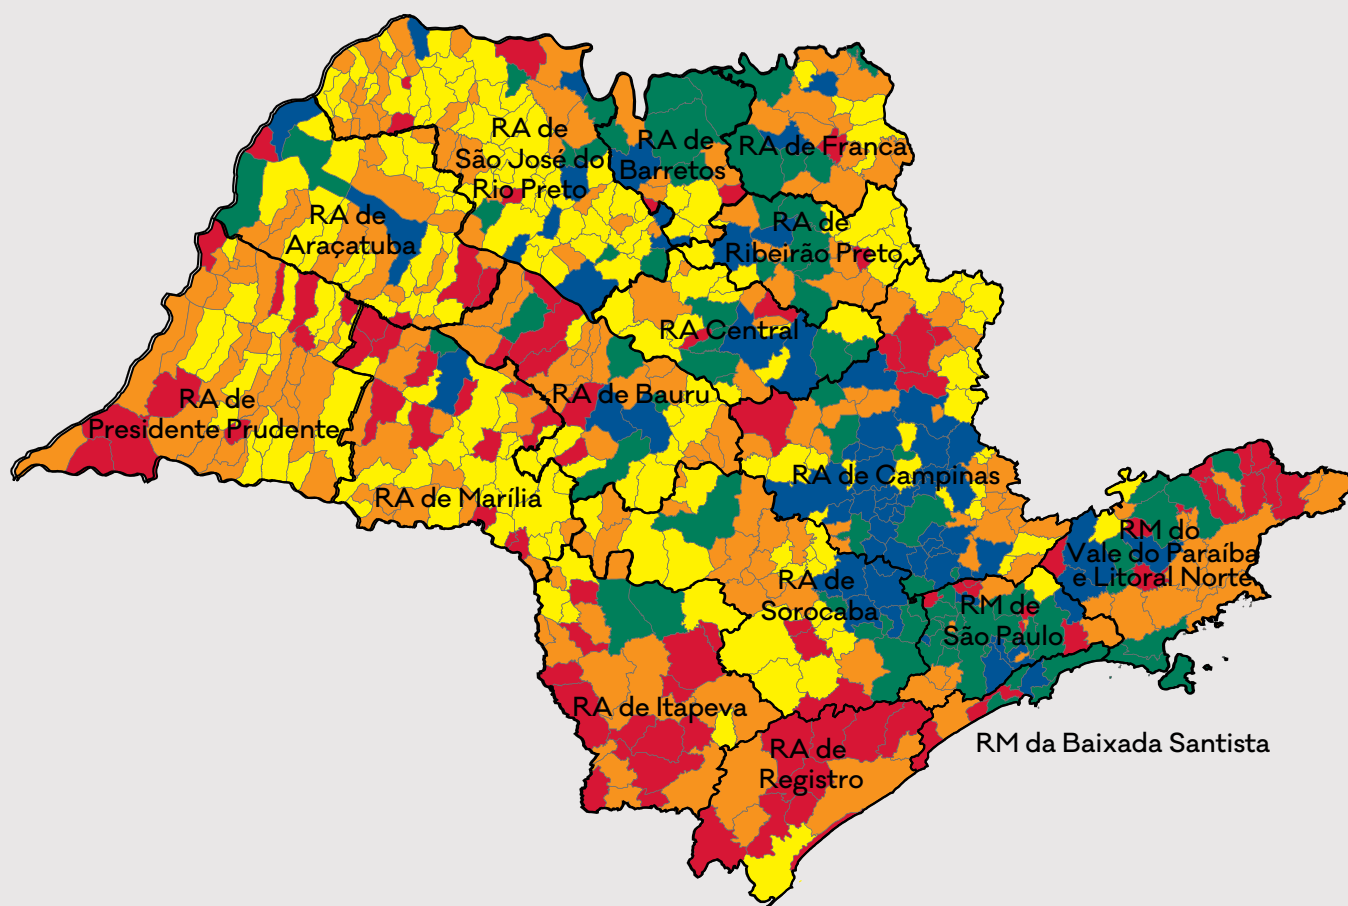 RA de
São José do
Rio Preto
RA de
Barretos
RA de Franca
RA de
Araçatuba
RA de
Ribeirão Preto
RA Central
RA de
Presidente Prudente
RA de Bauru
RA de Marília
RA de Campinas
RM do
Vale do Paraíba
e Litoral Norte
RA de
Sorocaba
RM de
São Paulo
RA de Itapeva
RA de
Registro
RM da Baixada Santista